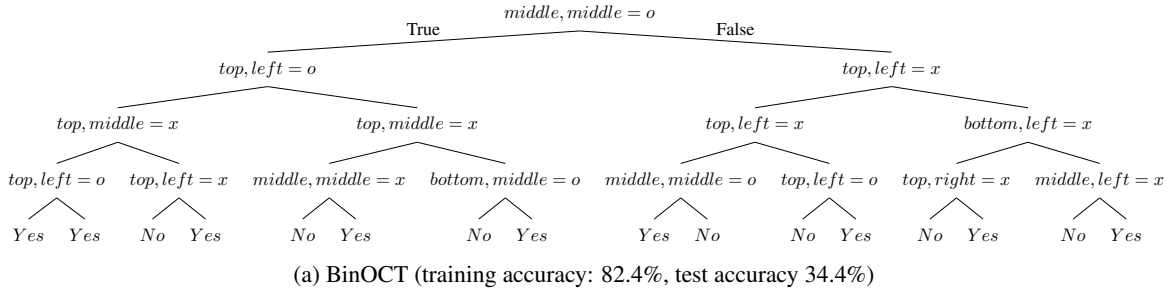 middle, middle = o
True False
top, left = o top, left = x
top, middle = x top, middle = x top, left = x bottom, left = x
top, left = o top, left = x middle, middle = x bottom, middle = o middle, middle = o top, left = o top, right = x middle, left = x
Yes Yes No Yes No Yes No Yes Yes No No Yes No Yes No Yes
(a) BinOCT (training accuracy: 82.4%, test accuracy 34.4%)